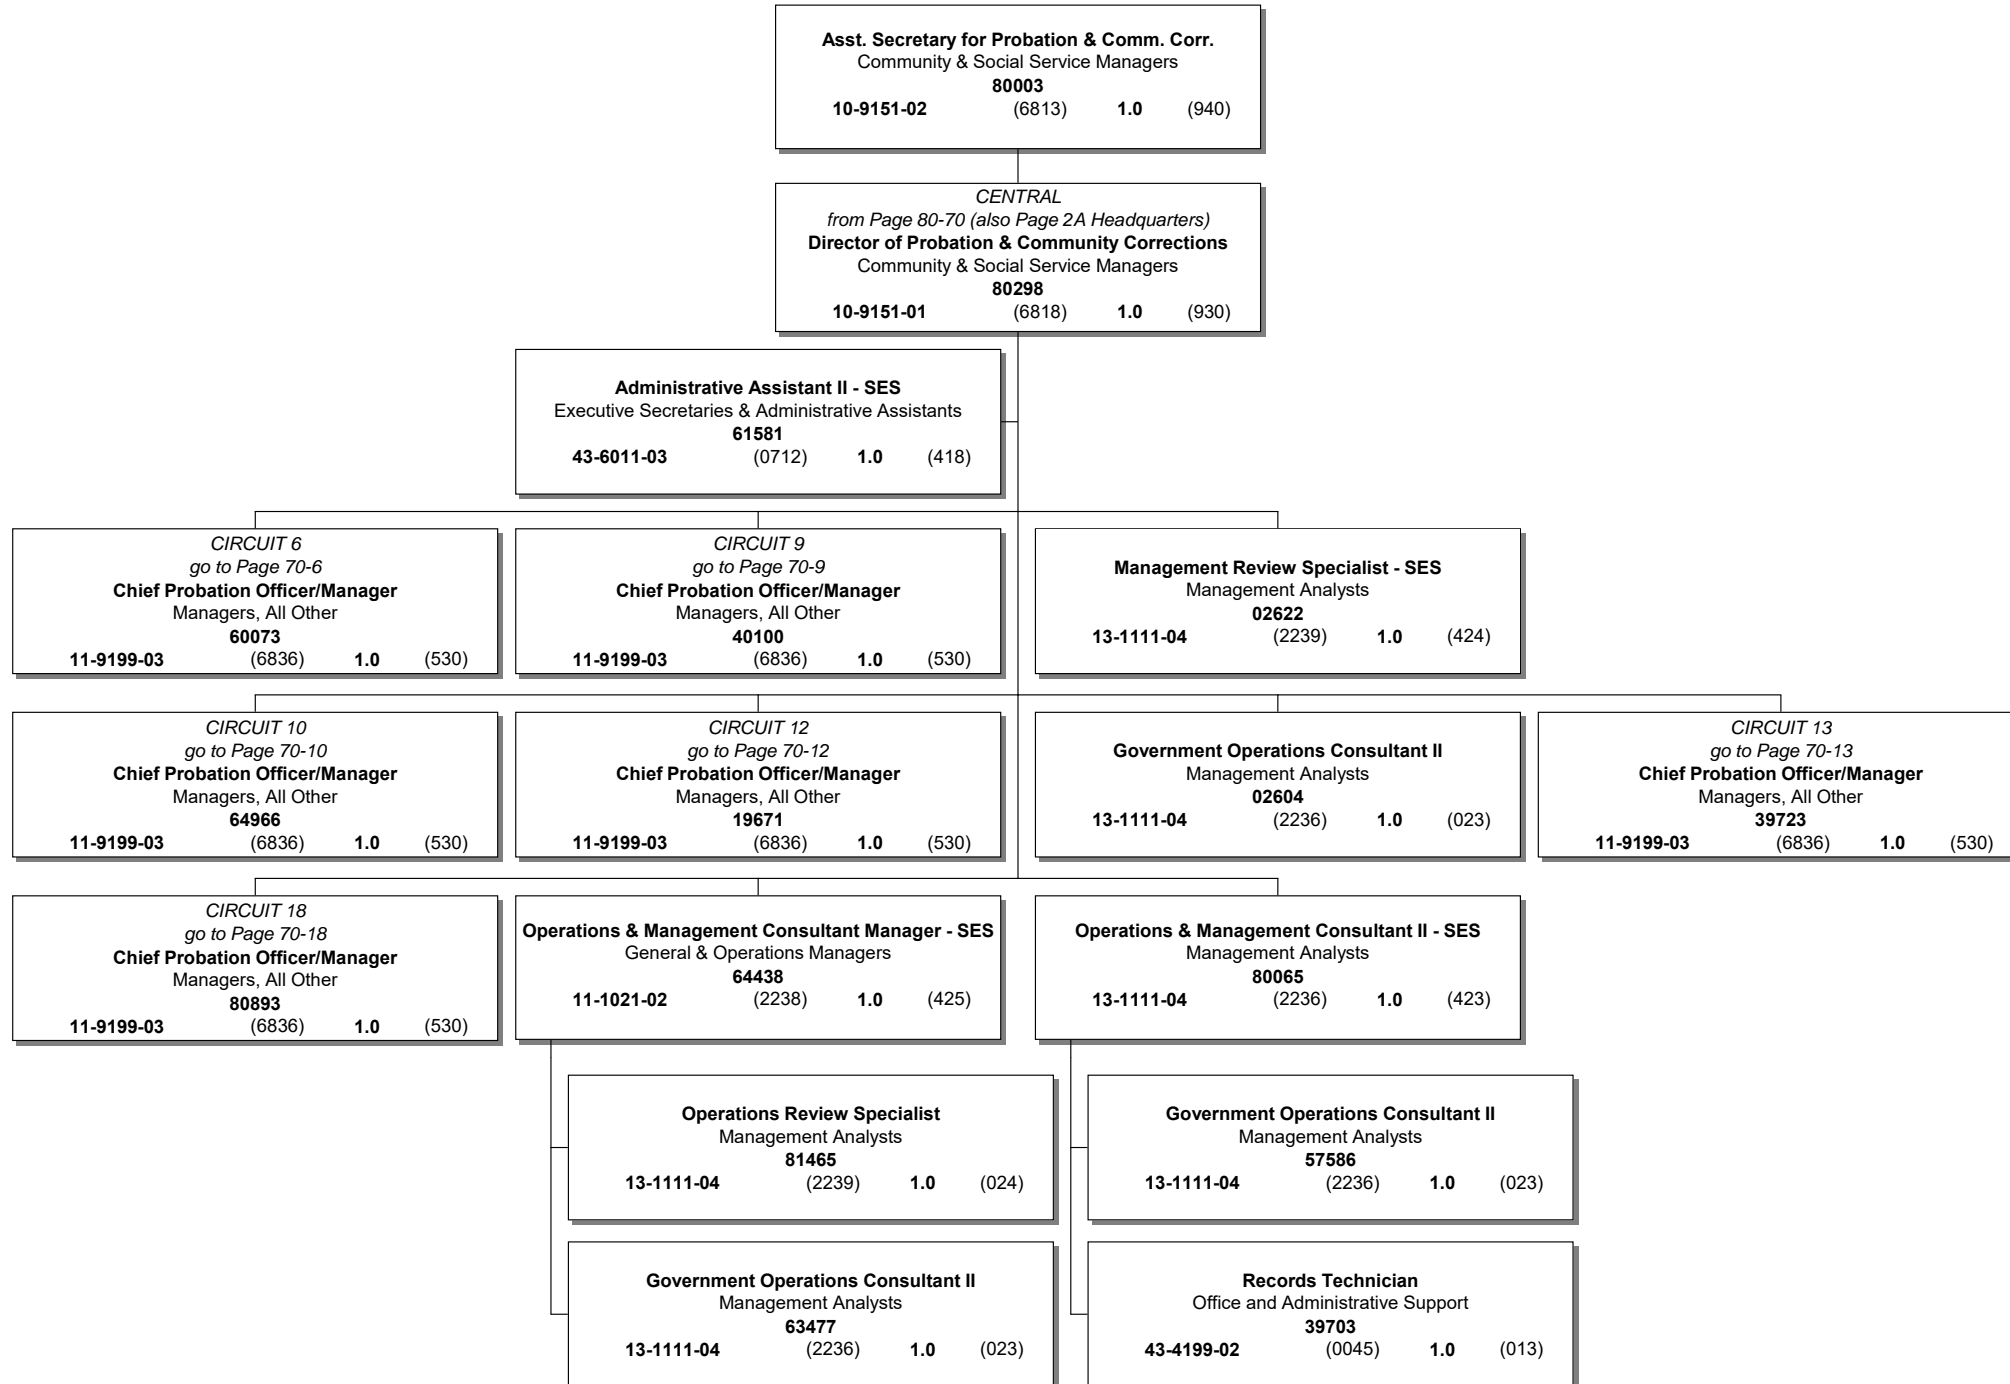 Asst. Secretary for Probation & Comm. Corr.
Community & Social Service Managers
80003
10-9151-02 (6813) 1.0 (940)
CENTRAL
from Page 80-70 (also Page 2A Headquarters)
Director of Probation & Community Corrections
Community & Social Service Managers
80298
10-9151-01 (6818) 1.0 (930)
Administrative Assistant II - SES
Executive Secretaries & Administrative Assistants
61581
43-6011-03 (0712) 1.0 (418)
CIRCUIT 6
go to Page 70-6
Chief Probation Officer/Manager
Managers, All Other
60073
11-9199-03 (6836) 1.0 (530)
CIRCUIT 9
go to Page 70-9
Chief Probation Officer/Manager
Managers, All Other
40100
11-9199-03 (6836) 1.0 (530)
Management Review Specialist - SES
Management Analysts
02622
13-1111-04 (2239) 1.0 (424)
CIRCUIT 10
go to Page 70-10
Chief Probation Officer/Manager
Managers, All Other
64966
11-9199-03 (6836) 1.0 (530)
CIRCUIT 12
go to Page 70-12
Chief Probation Officer/Manager
Managers, All Other
19671
11-9199-03 (6836) 1.0 (530)
Government Operations Consultant II
Management Analysts
02604
13-1111-04 (2236) 1.0 (023)
CIRCUIT 13
go to Page 70-13
Chief Probation Officer/Manager
Managers, All Other
39723
11-9199-03 (6836) 1.0 (530)
CIRCUIT 18
go to Page 70-18
Chief Probation Officer/Manager
Managers, All Other
80893
11-9199-03 (6836) 1.0 (530)
Operations & Management Consultant Manager - SES
General & Operations Managers
64438
11-1021-02 (2238) 1.0 (425)
Operations & Management Consultant II - SES
Management Analysts
80065
13-1111-04 (2236) 1.0 (423)
Operations Review Specialist
Management Analysts
81465
13-1111-04 (2239) 1.0 (024)
Government Operations Consultant II
Management Analysts
57586
13-1111-04 (2236) 1.0 (023)
Government Operations Consultant II
Management Analysts
63477
13-1111-04 (2236) 1.0 (023)
Records Technician
Office and Administrative Support
39703
43-4199-02 (0045) 1.0 (013)